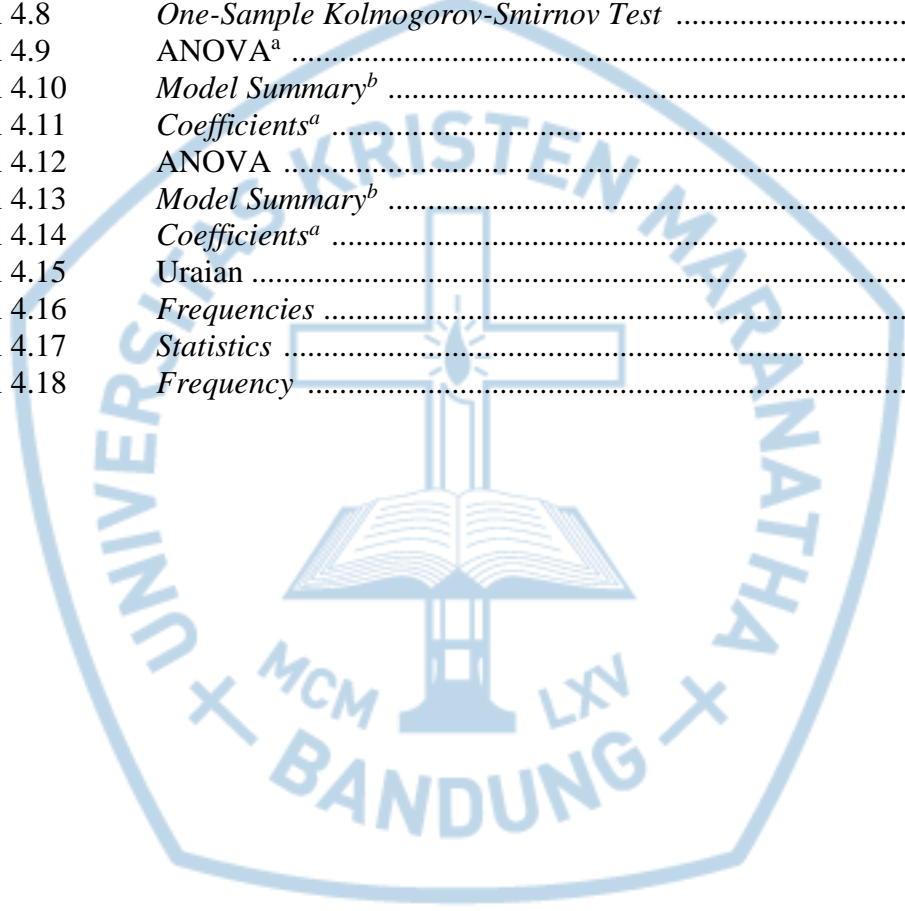 4.8 One-Sample Kolmogorov-Smirnov Test ........................................
4.9 ANOVAᵃ ........................................
4.10 Model Summaryᵇ ........................................
4.11 Coefficientsᵃ ........................................
4.12 ANOVA ........................................
4.13 Model Summaryᵇ ........................................
4.14 Coefficientsᵃ ........................................
4.15 Uraian ........................................
4.16 Frequencies ........................................
4.17 Statistics ........................................
4.18 Frequency ........................................
UNIVERSITAS KRISTEN MARANATHA
MCM LXV
BANDUNG